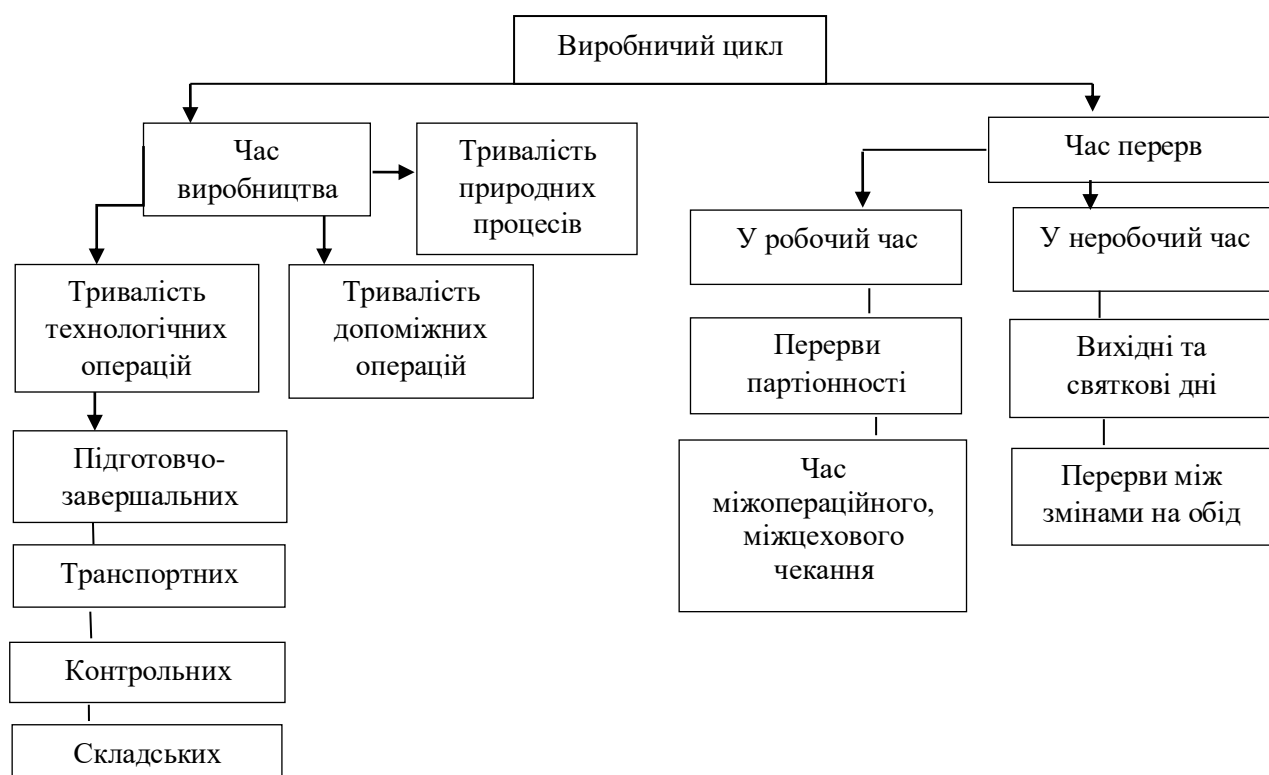 Виробничий цикл
Час
виробництва
Тривалість
природних
процесів
Час перерв
У робочий час
У неробочий час
Тривалість
технологічних
операцій
Тривалість
допоміжних
операцій
Перерви
партіонності
Вихідні та
святкові дні
Підготовчо-
завершальних
Час
міжопераційного,
міжцехового
чекання
Перерви між
змінами на обід
Транспортних
Контрольних
Складських